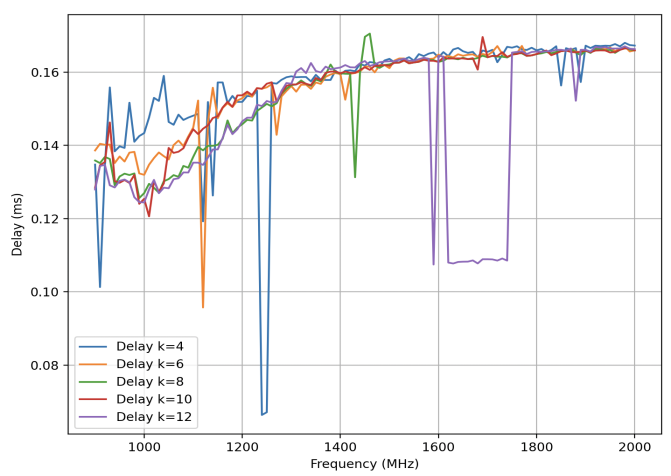 0.16
0.14
0.12
0.10
0.08
Delay (ms)
Delay k=4
Delay k=6
Delay k=8
Delay k=10
Delay k=12
1000 1200 1400 1600 1800 2000
Frequency (MHz)